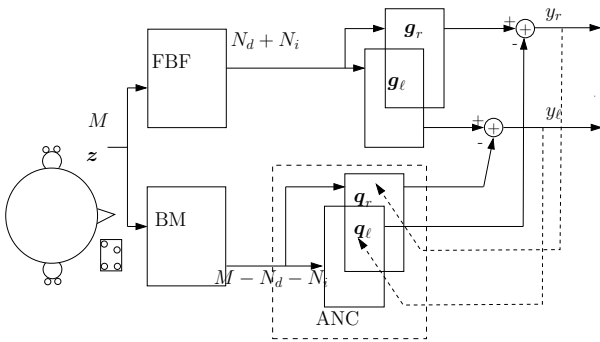 y_r
+
g_r
N_d + N_i
+
-
FBF
g_ℓ
y_ℓ
M
+
+
-
z
q_r
BM
q_ℓ
M − N_d − N_i
ANC